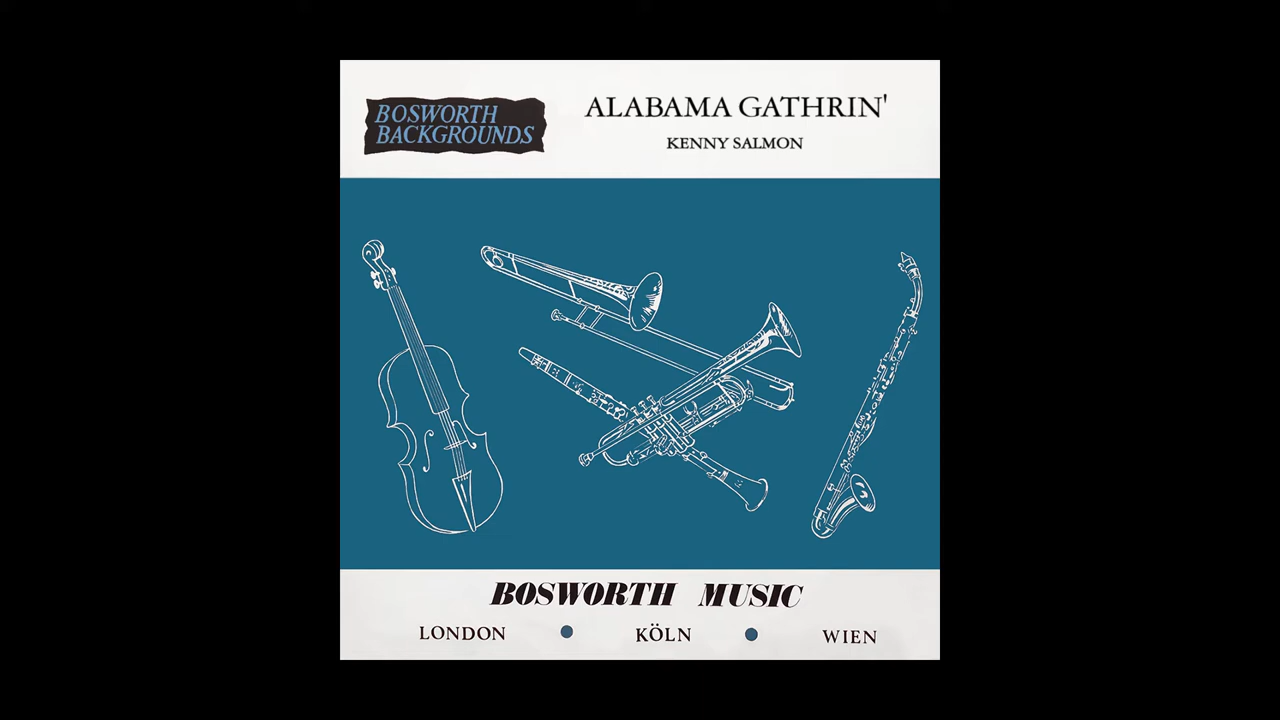 BOSWORTH
BACKGROUNDS
ALABAMA GATHRIN'
KENNY SALMON
BOSWORTH MUSIC
LONDON • KÖLN • WIEN